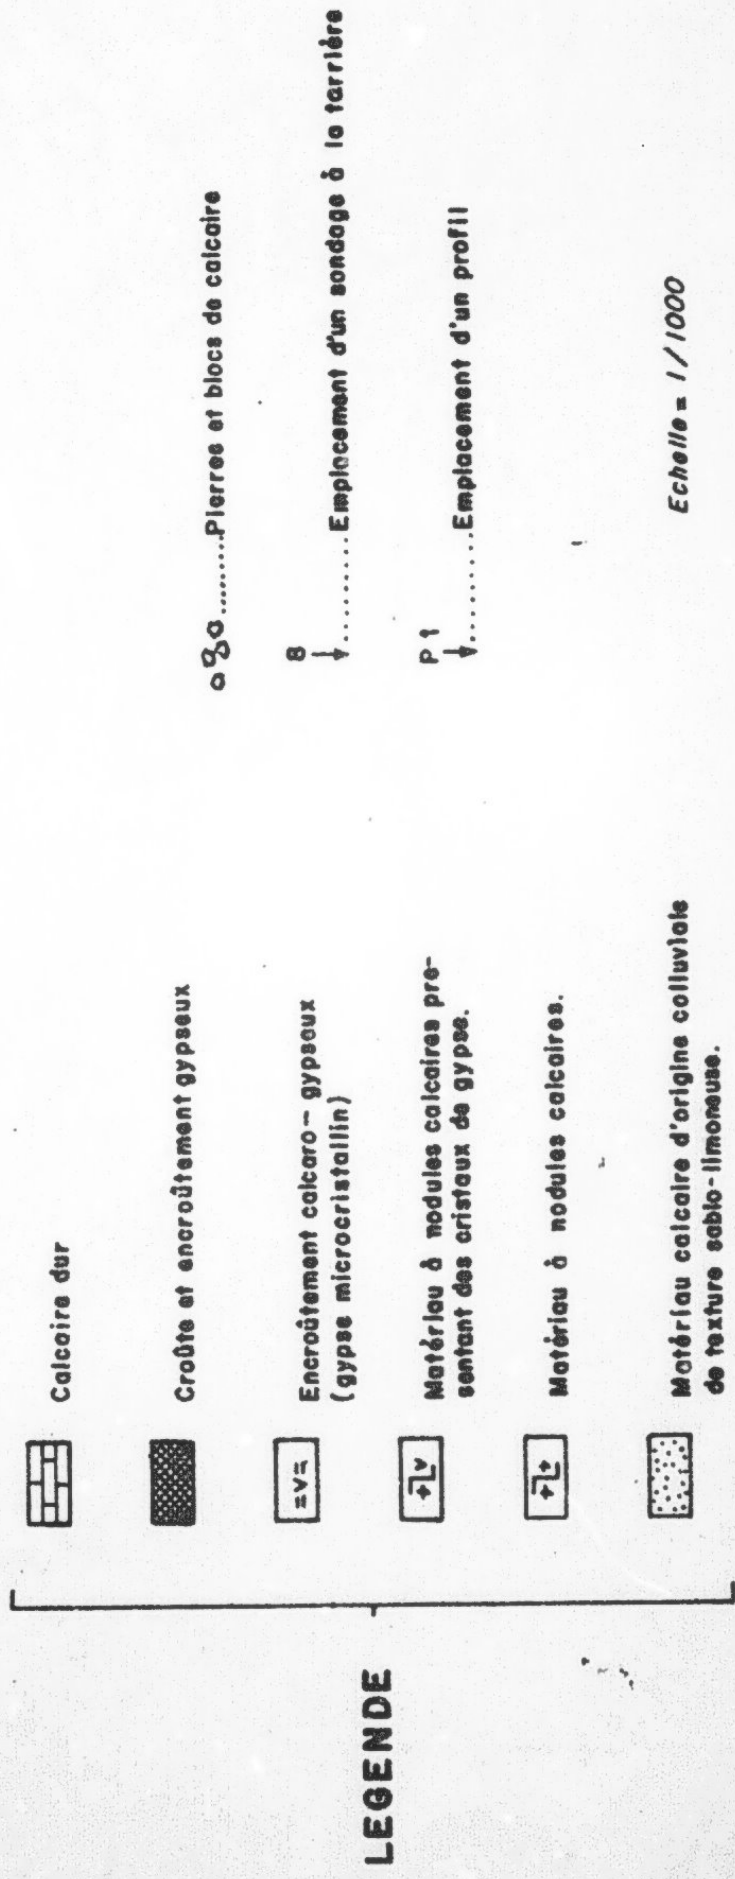 LEGENDE
Calcaire dur
Croûte et encroûtement gypseux
=v=
Encroûtement calcaro-gypseux
(gypse microcristallin)
Matériau à nodules calcaires pre-
sentant des cristaux de gypse.
Matériau à nodules calcaires.
Matériau calcaire d'origine colluviale
de texture sablo-limoneuse.
.........Pierres et blocs de calcaire
8
..........Emplacement d'un sondage à la tarrière
P1
.........Emplacement d'un profil
Echelle = 1/1000